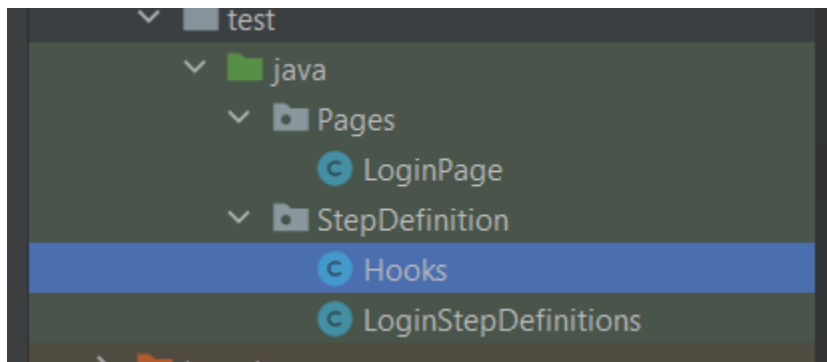 test
java
Pages
C LoginPage
StepDefinition
C Hooks
C LoginStepDefinitions